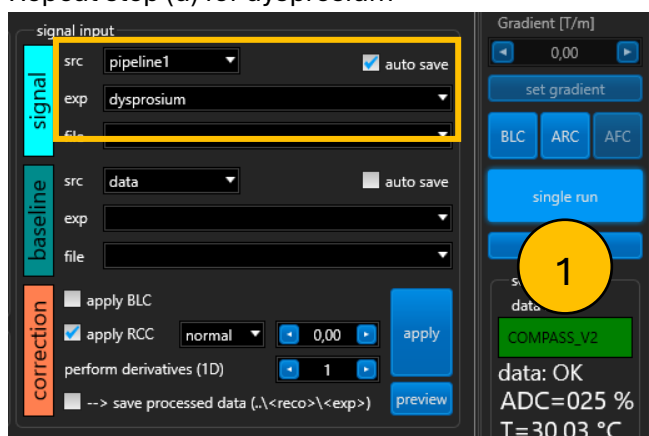 Repeat step (a) for dysprosium
signal input
signal
src pipeline1 auto save
exp dysprosium
file
baseline
src data auto save
exp
file
correction
apply BLC
apply RCC normal 0,00 apply
perform derivatives (1D) 1
--> save processed data (..\<reco>\<exp>) preview
Gradient [T/m]
0,00
set gradient
BLC ARC AFC
single run
1
data
COMPASS_V2
data: OK
ADC=025 %
T=30.03 °C